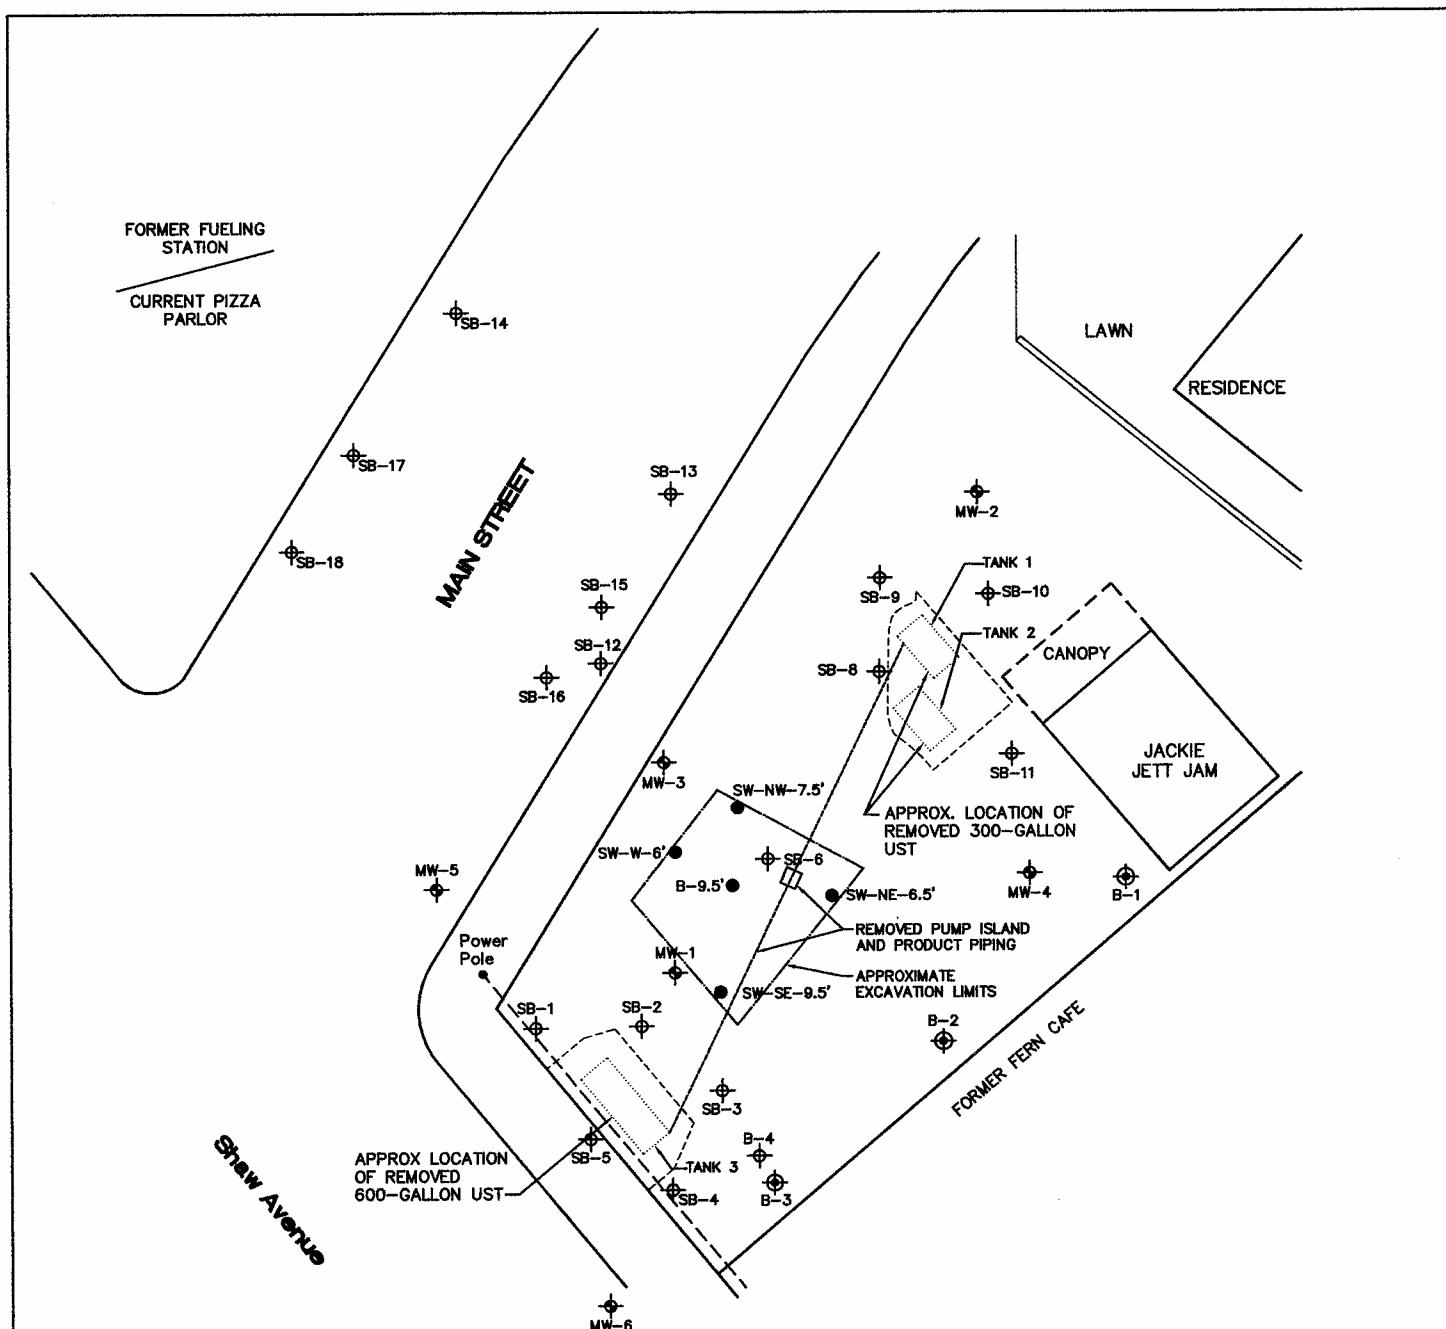 FORMER FUELING
STATION
CURRENT PIZZA
PARLOR
SB-14
LAWN
RESIDENCE
SB-17
SB-13
MAIN STREET
MW-2
SB-18
TANK 1
SB-9
SB-10
SB-15
TANK 2
SB-12
CANOPY
SB-8
SB-16
JACKIE
JETT JAM
SB-11
MW-3
SW-NW-7.5'
APPROX. LOCATION OF
REMOVED 300-GALLON
UST
SW-W-6'
SB-6
MW-5
B-9.5'
SW-NE-6.5'
MW-4
B-1
REMOVED PUMP ISLAND
AND PRODUCT PIPING
Power
Pole
MW-1
APPROXIMATE
EXCAVATION LIMITS
SW-SE-9.5'
SB-1
SB-2
B-2
FORMER FERN CAFE
SB-3
B-4
SB-5
APPROX LOCATION
OF REMOVED
600-GALLON UST
TANK 3
SB-4
B-3
Shaw Avenue
MW-6